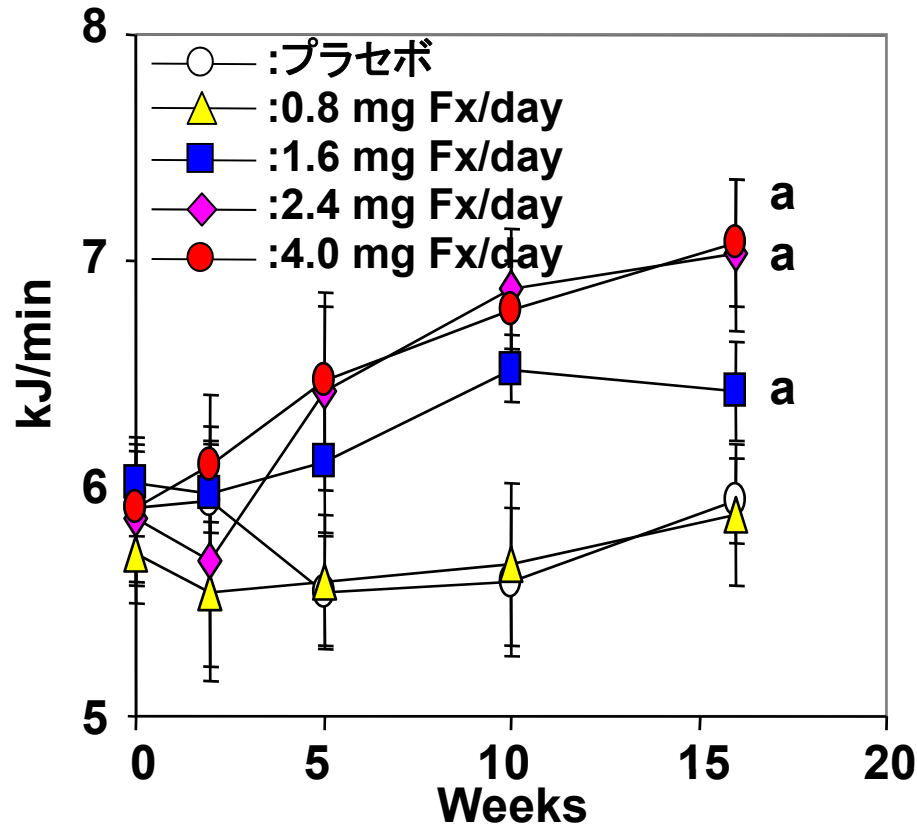 8
:プラセボ
:0.8 mg Fx/day
:1.6 mg Fx/day
:2.4 mg Fx/day
:4.0 mg Fx/day
a
7
a
kJ/min
a
6
5
0 5 10 15 20
Weeks